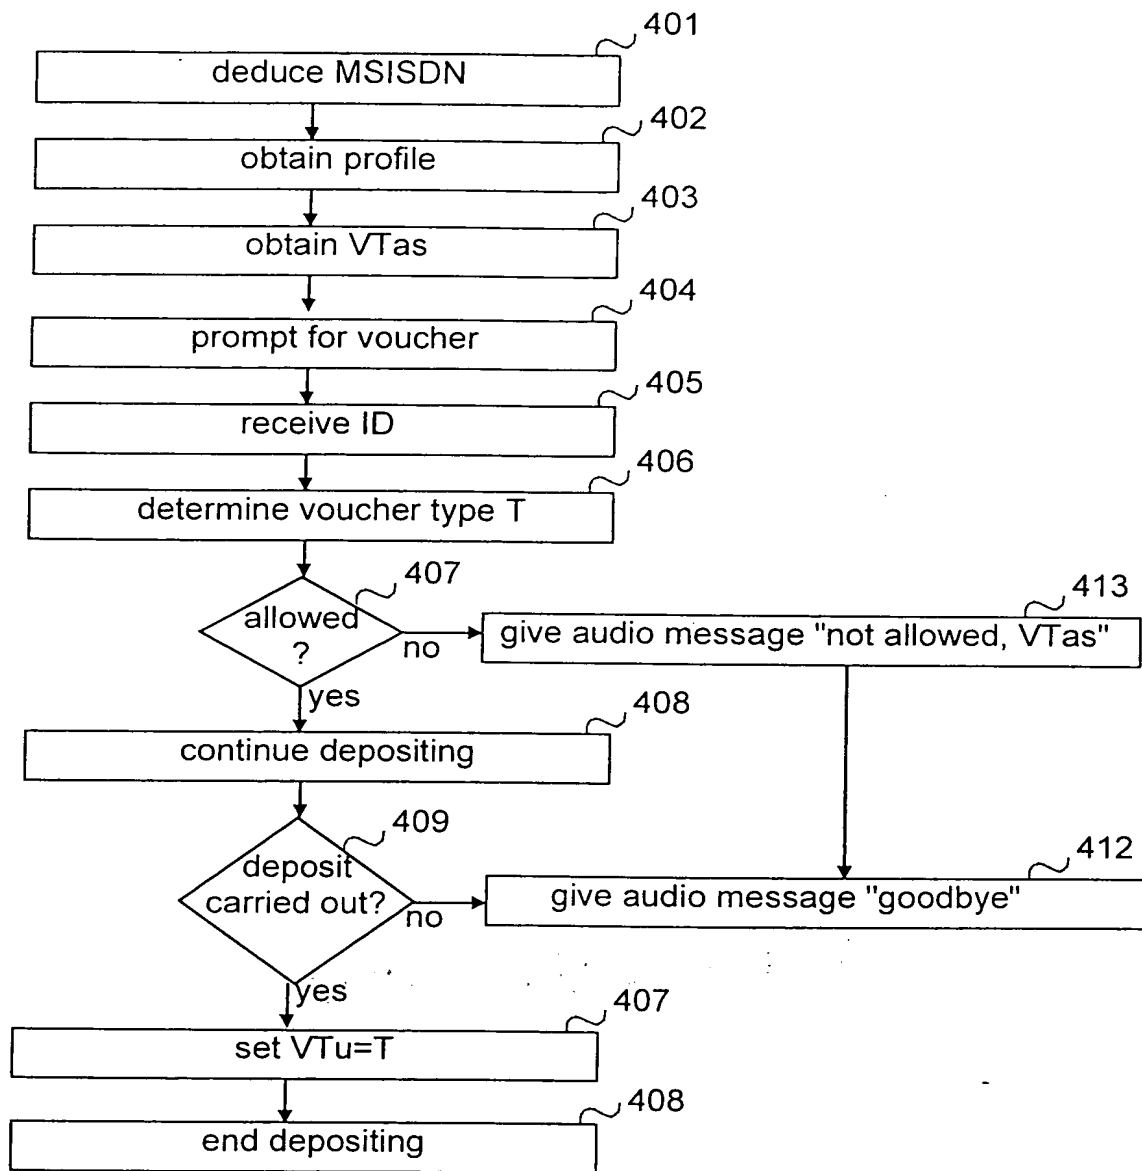 401
deduce MSISDN
402
obtain profile
403
obtain VTas
404
prompt for voucher
405
receive ID
406
determine voucher type T
407
allowed
?
no
yes
413
give audio message "not allowed, VTas"
408
continue depositing
409
deposit
carried out?
no
yes
412
give audio message "goodbye"
407
set VTu=T
408
end depositing